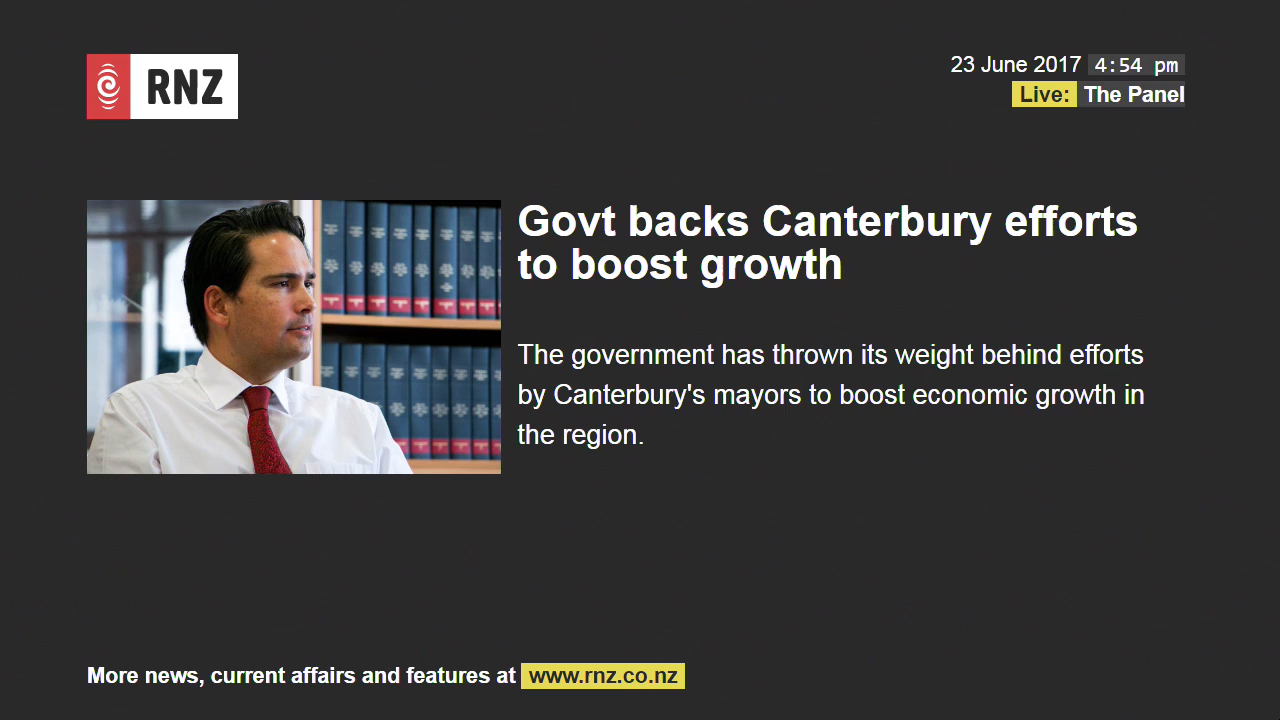 RNZ
23 June 2017 4:54 pm
Live: The Panel
Govt backs Canterbury efforts
to boost growth
The government has thrown its weight behind efforts
by Canterbury's mayors to boost economic growth in
the region.
More news, current affairs and features at www.rnz.co.nz